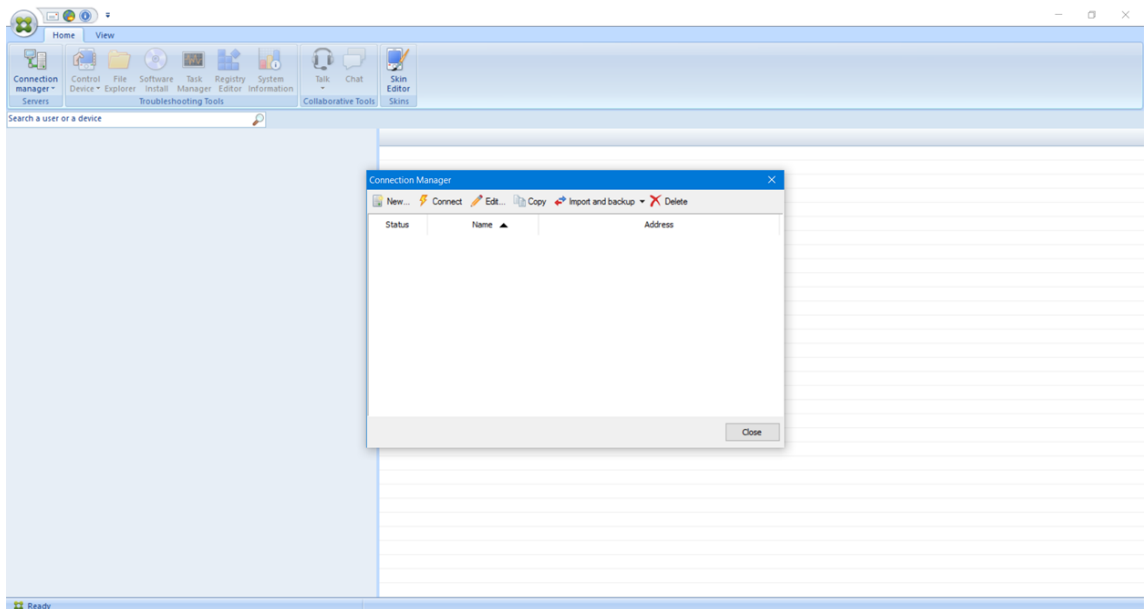 Home View
Connection manager
Control Device
File Explorer
Software Install
Task Manager
Registry Editor
System Information
Talk
Chat
Skin Editor
Servers
Troubleshooting Tools
Collaborative Tools
Skins
Search a user or a device
Connection Manager
New... Connect Edit... Copy Import and backup Delete
Status Name Address
Close
Ready